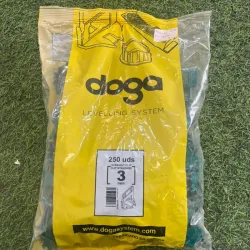 doga
LEVELLING SYSTEM
250 uds
3
www.dogasystem.com